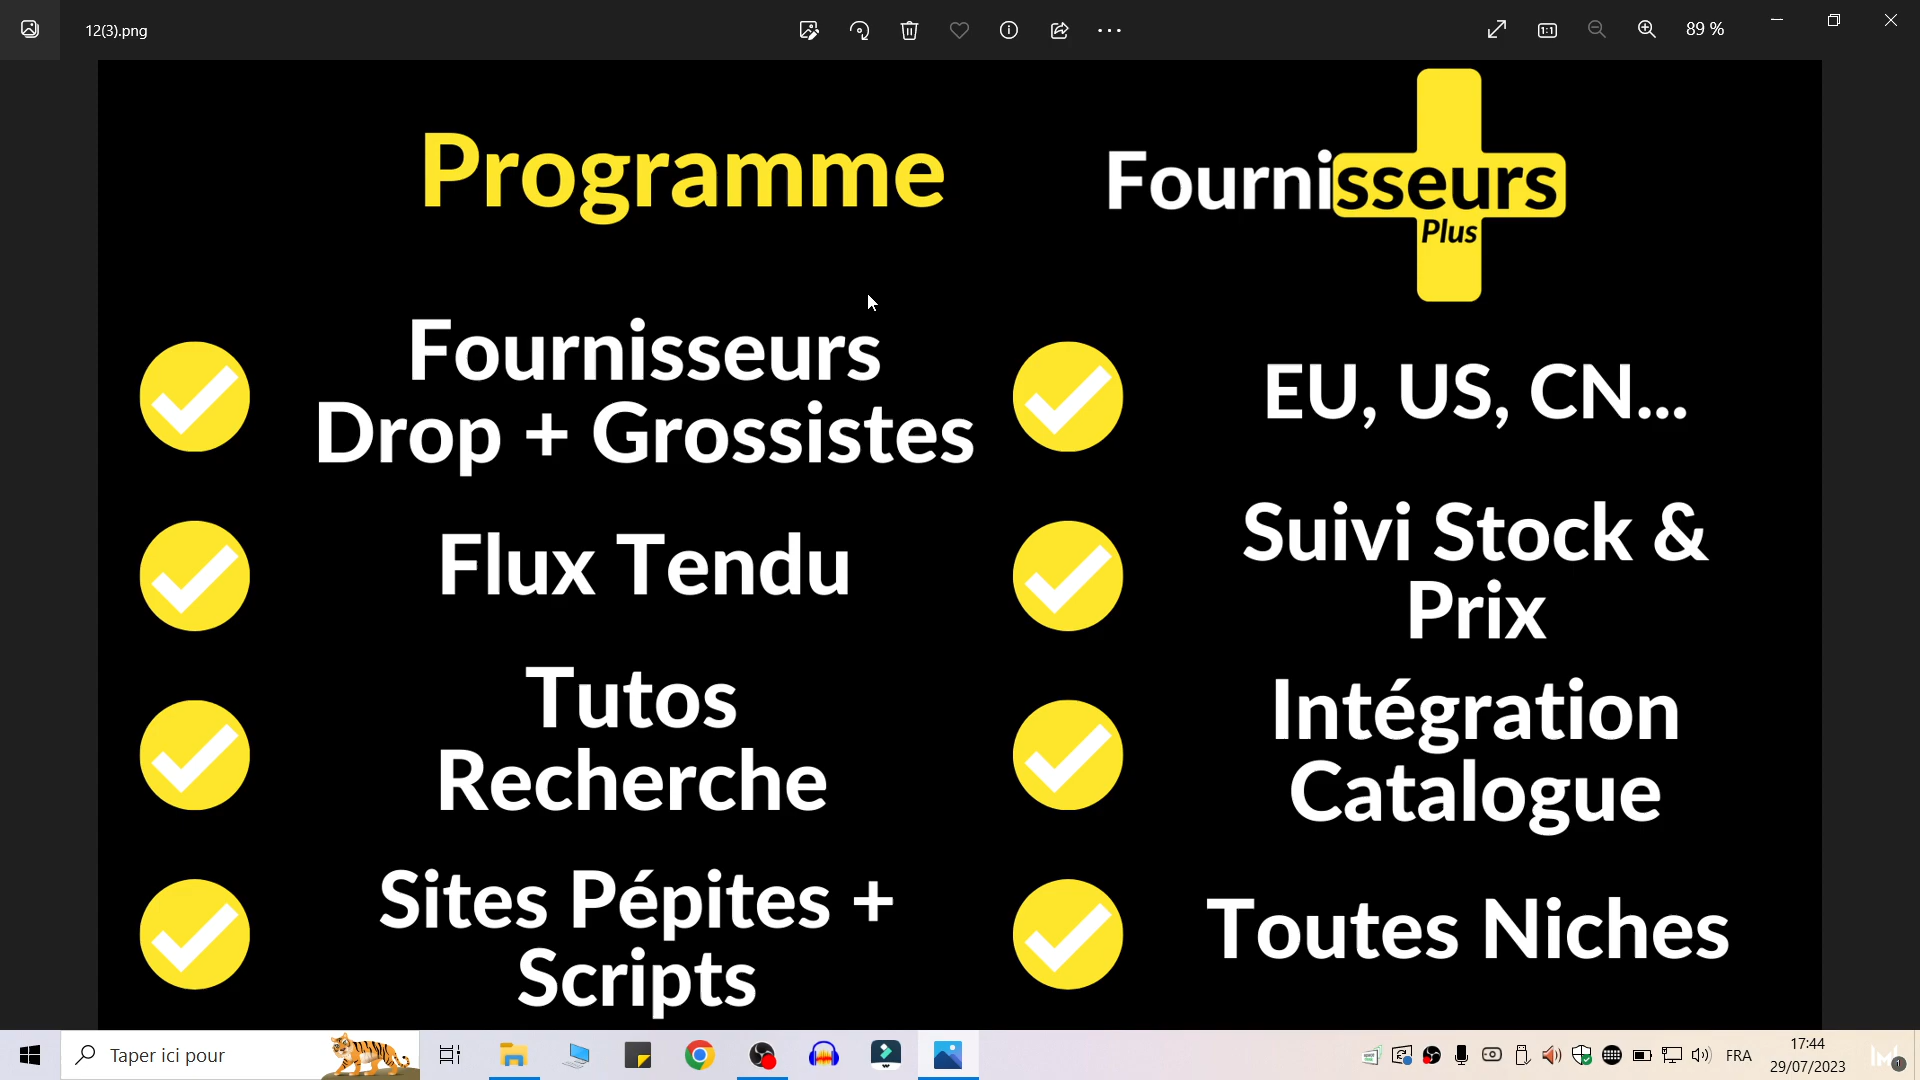 12(3).png
89 %
Programme
Fournisseurs
Plus
Fournisseurs
Drop + Grossistes
EU, US, CN...
Flux Tendu
Suivi Stock &
Prix
Tutos
Recherche
Intégration
Catalogue
Sites Pépites +
Scripts
Toutes Niches
Taper ici pour
FRA
17:44
29/07/2023
1